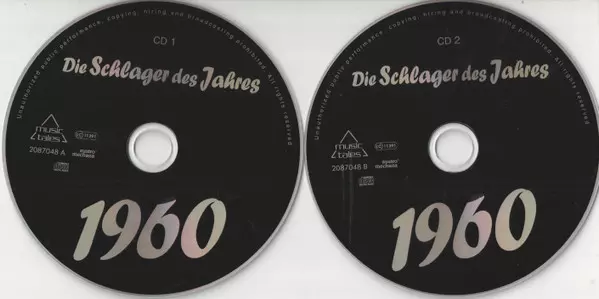 Unauthorized public performance, copying, hiring and broadcasting prohibited. All rights reserved
CD 1
Die Schlager des Jahres
music
tales
2087048 A
1960
Unauthorized public performance, copying, hiring and broadcasting prohibited. All rights reserved
CD 2
Die Schlager des Jahres
music
tales
2087048 B
1960